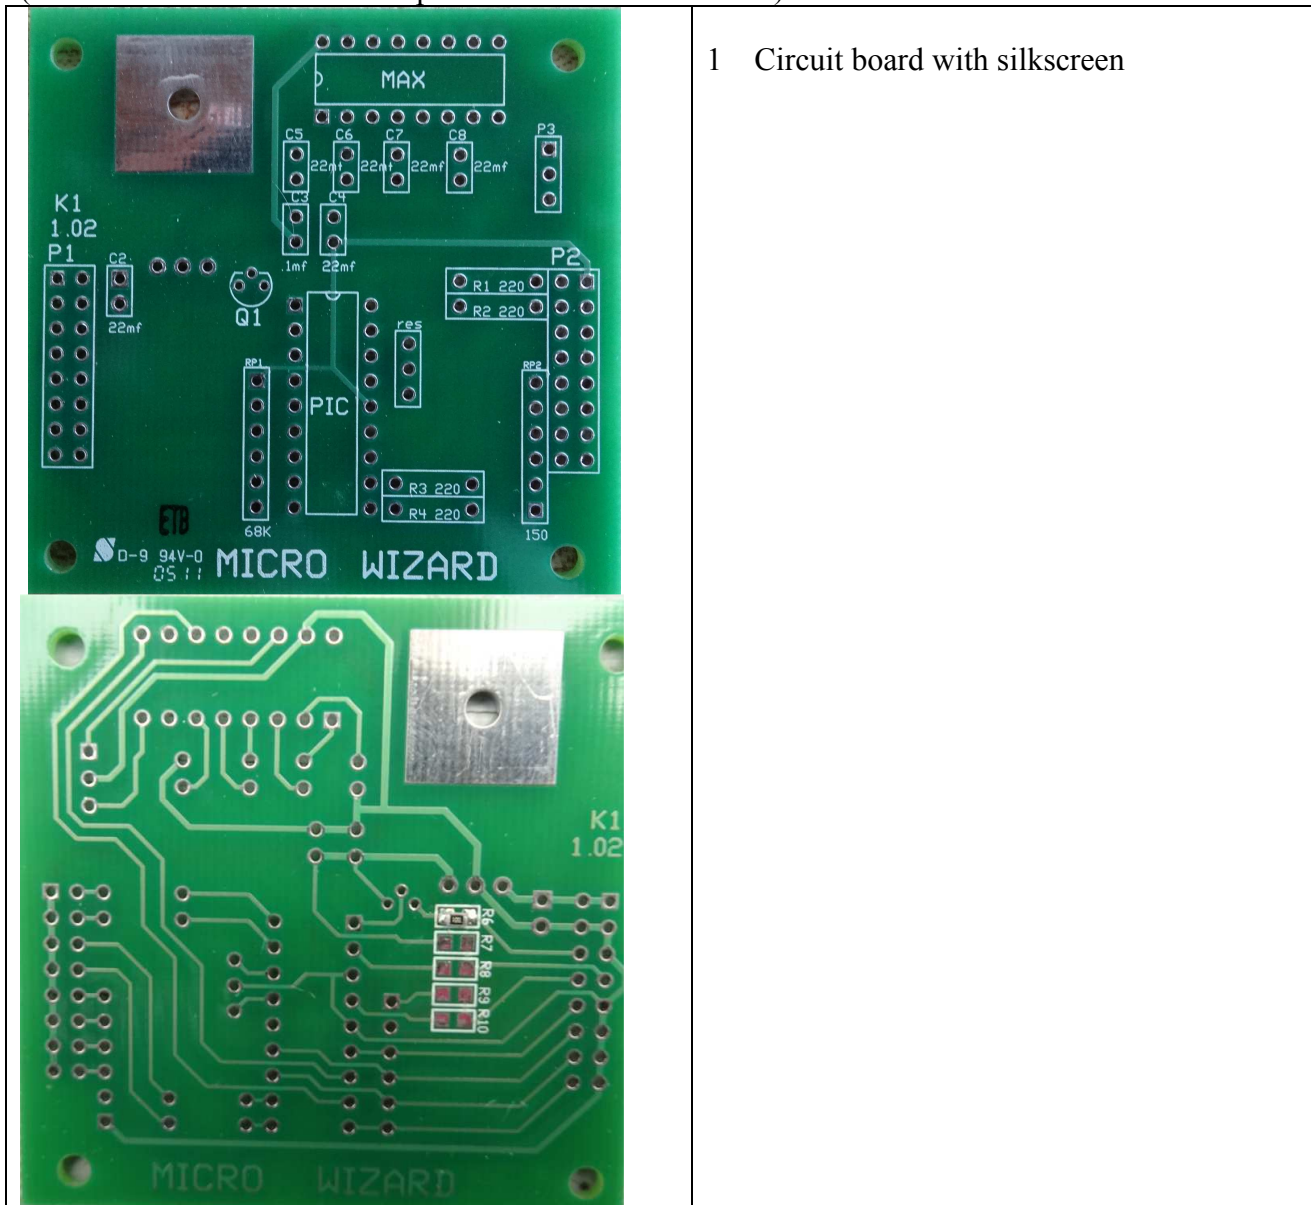 1 Circuit board with silkscreen
MAX
C5 C6 C7 C8 P3
22mf 22mf 22mf 22mf
K1
1.02
C3 C4
.1mf 22mf
P1 C2 P2
22mf
Q1
R1 220
R2 220
res
RP1 RP2
PIC
R3 220
R4 220
68K 150
ETB
S D-9 94V-0
0511
MICRO WIZARD
K1
1.02
R6
R7
R8
R9
R10
MICRO WIZARD